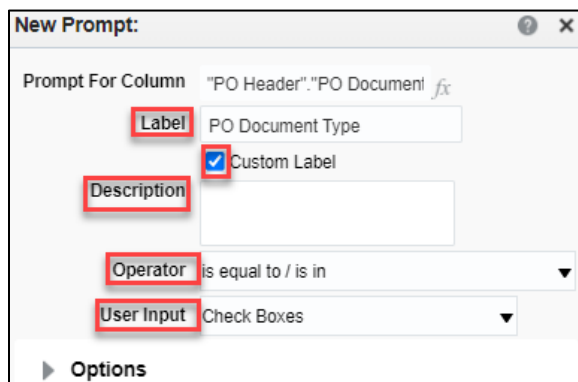 New Prompt:
Prompt For Column "PO Header"."PO Document fx
Label PO Document Type
Custom Label
Description
Operator is equal to / is in
User Input Check Boxes
Options